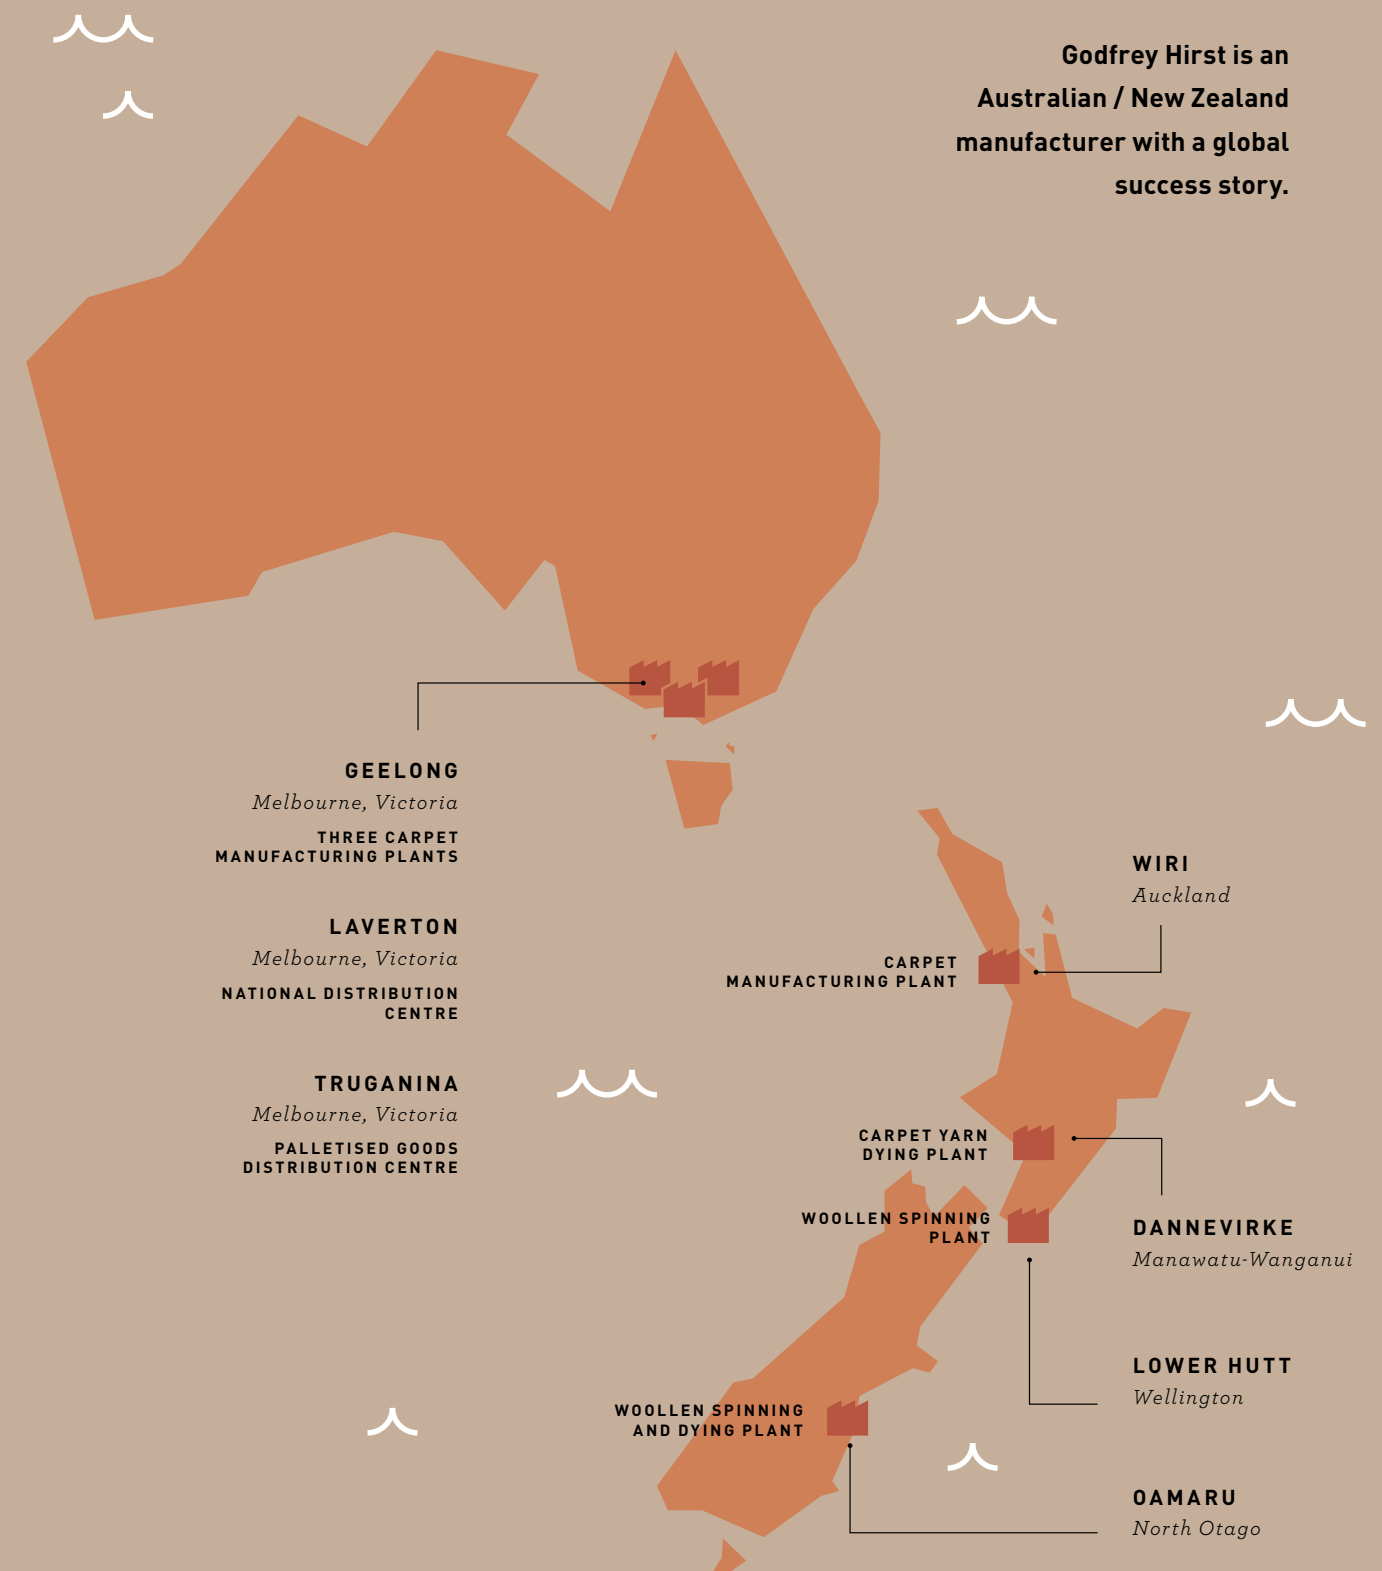 Godfrey Hirst is an
Australian / New Zealand
manufacturer with a global
success story.
GEELONG
Melbourne, Victoria
THREE CARPET
MANUFACTURING PLANTS
LAVERTON
Melbourne, Victoria
NATIONAL DISTRIBUTION
CENTRE
TRUGANINA
Melbourne, Victoria
PALLETISED GOODS
DISTRIBUTION CENTRE
WIRI
Auckland
CARPET
MANUFACTURING PLANT
CARPET YARN
DYING PLANT
DANNEVIRKE
Manawatu-Wanganui
WOOLLEN SPINNING
PLANT
LOWER HUTT
Wellington
WOOLLEN SPINNING
AND DYING PLANT
OAMARU
North Otago